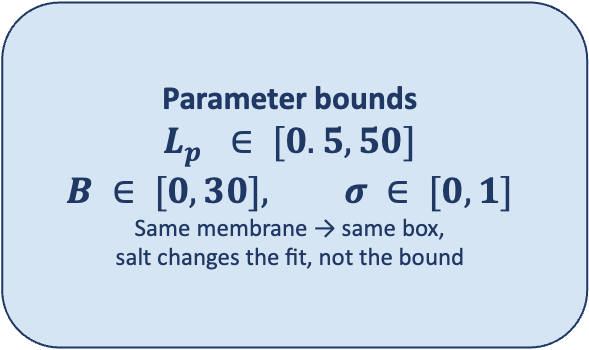 Parameter bounds
Lₚ ∈ [0.5, 50]
B ∈ [0, 30], σ ∈ [0, 1]
Same membrane → same box,
salt changes the fit, not the bound